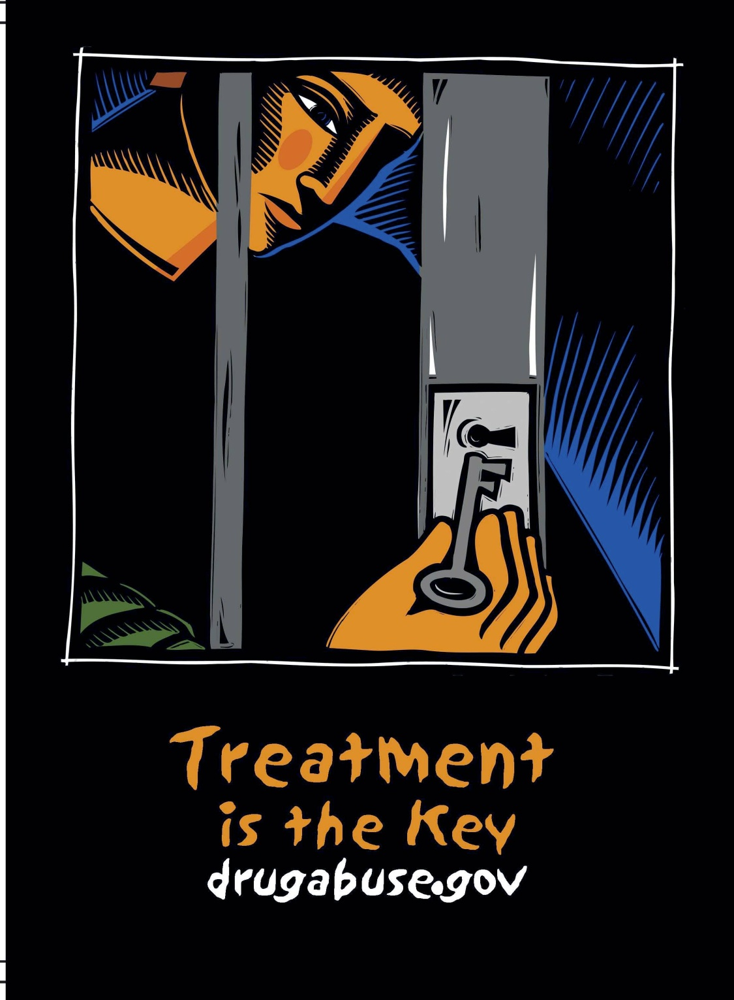 Treatment
is the Key
drugabuse.gov